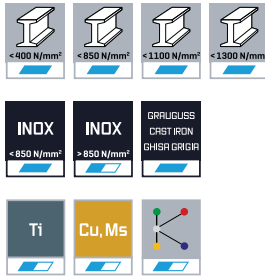 <400 N/mm²
<850 N/mm²
<1100 N/mm²
<1300 N/mm
INOX
<850 N/mm²
INOX
>850 N/mm²
GRAUGUSS
CAST IRON
GHISA GRIGIA
Ti
Cu, Ms